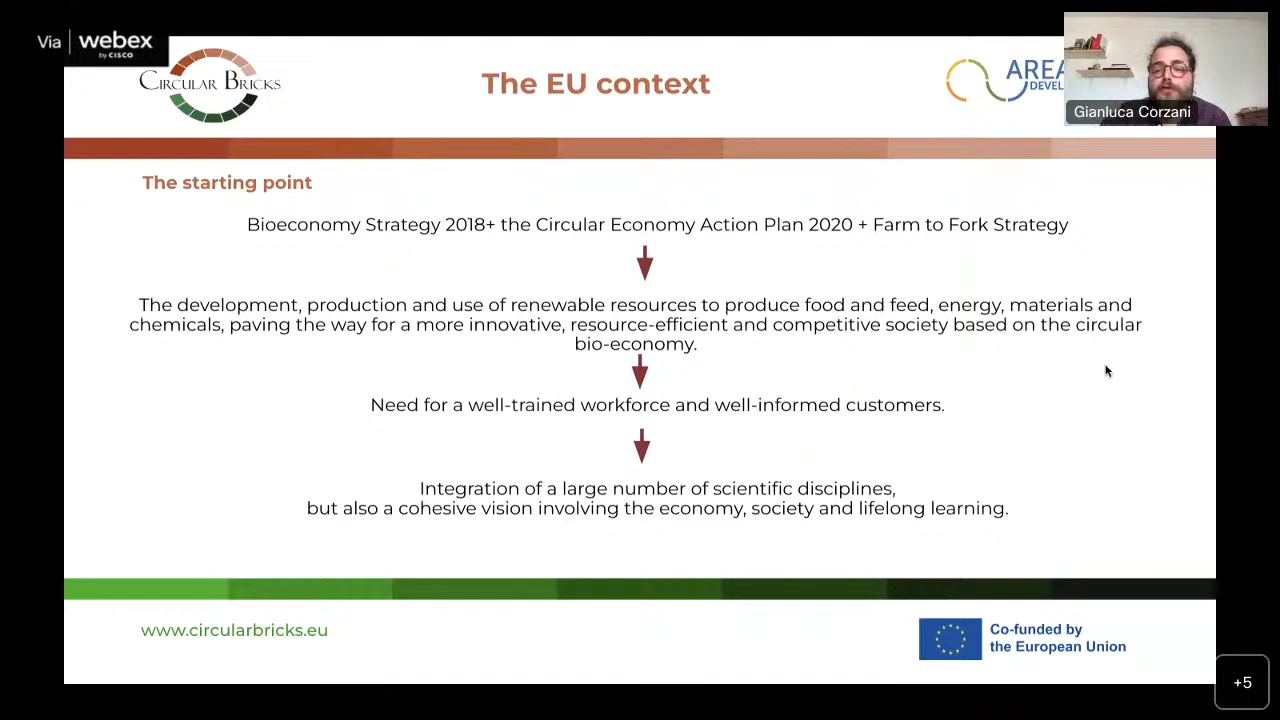 Via webex
by CISCO
CIRCULAR BRICKS
The EU context
AREA
DEVEL
Gianluca Corzani
The starting point
Bioeconomy Strategy 2018+ the Circular Economy Action Plan 2020 + Farm to Fork Strategy
The development, production and use of renewable resources to produce food and feed, energy, materials and
chemicals, paving the way for a more innovative, resource-efficient and competitive society based on the circular
bio-economy.
Need for a well-trained workforce and well-informed customers.
Integration of a large number of scientific disciplines,
but also a cohesive vision involving the economy, society and lifelong learning.
www.circularbricks.eu
Co-funded by
the European Union
+5